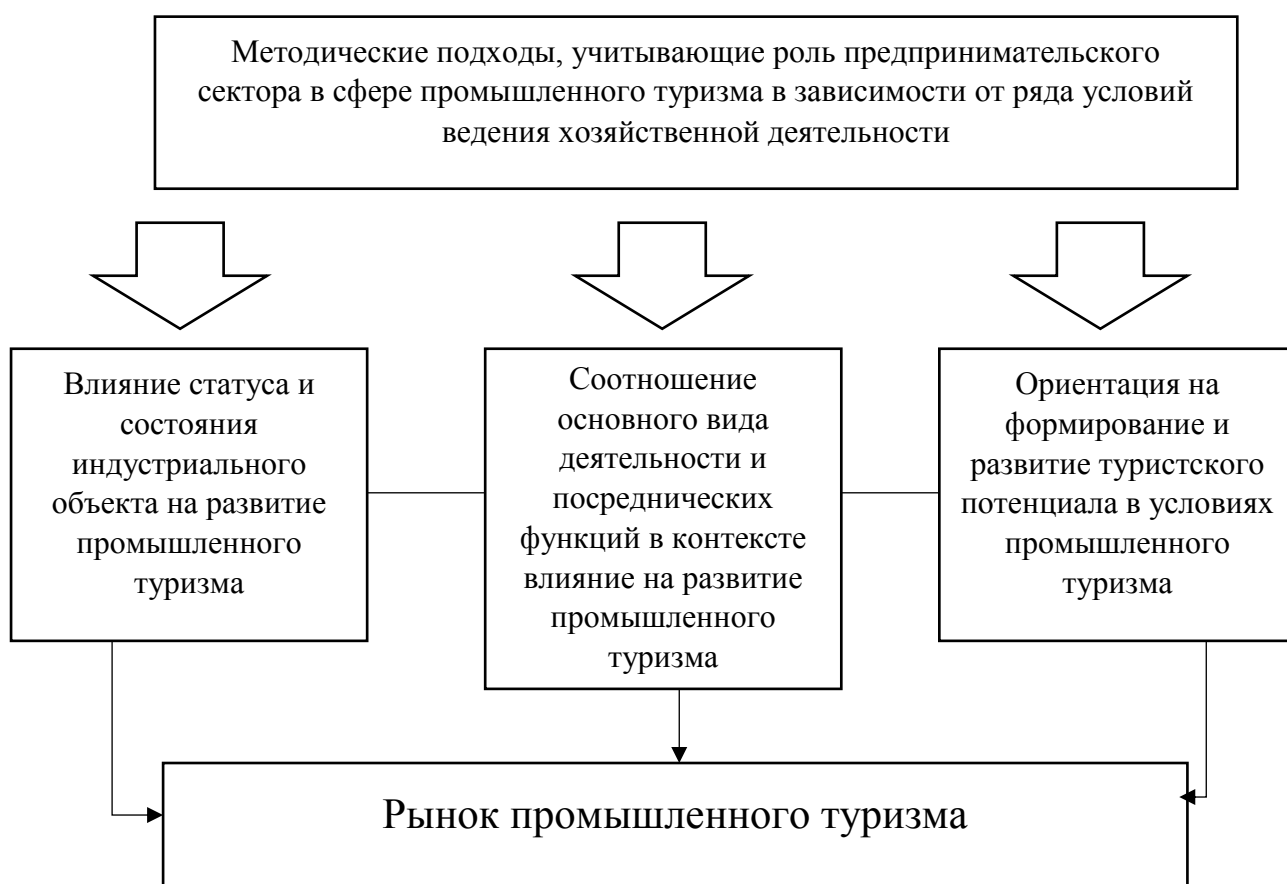 Методические подходы, учитывающие роль предпринимательского
сектора в сфере промышленного туризма в зависимости от ряда условий
ведения хозяйственной деятельности
Влияние статуса и
состояния
индустриального
объекта на развитие
промышленного
туризма
Соотношение
основного вида
деятельности и
посреднических
функций в контексте
влияние на развитие
промышленного
туризма
Ориентация на
формирование и
развитие туристского
потенциала в условиях
промышленного
туризма
Рынок промышленного туризма